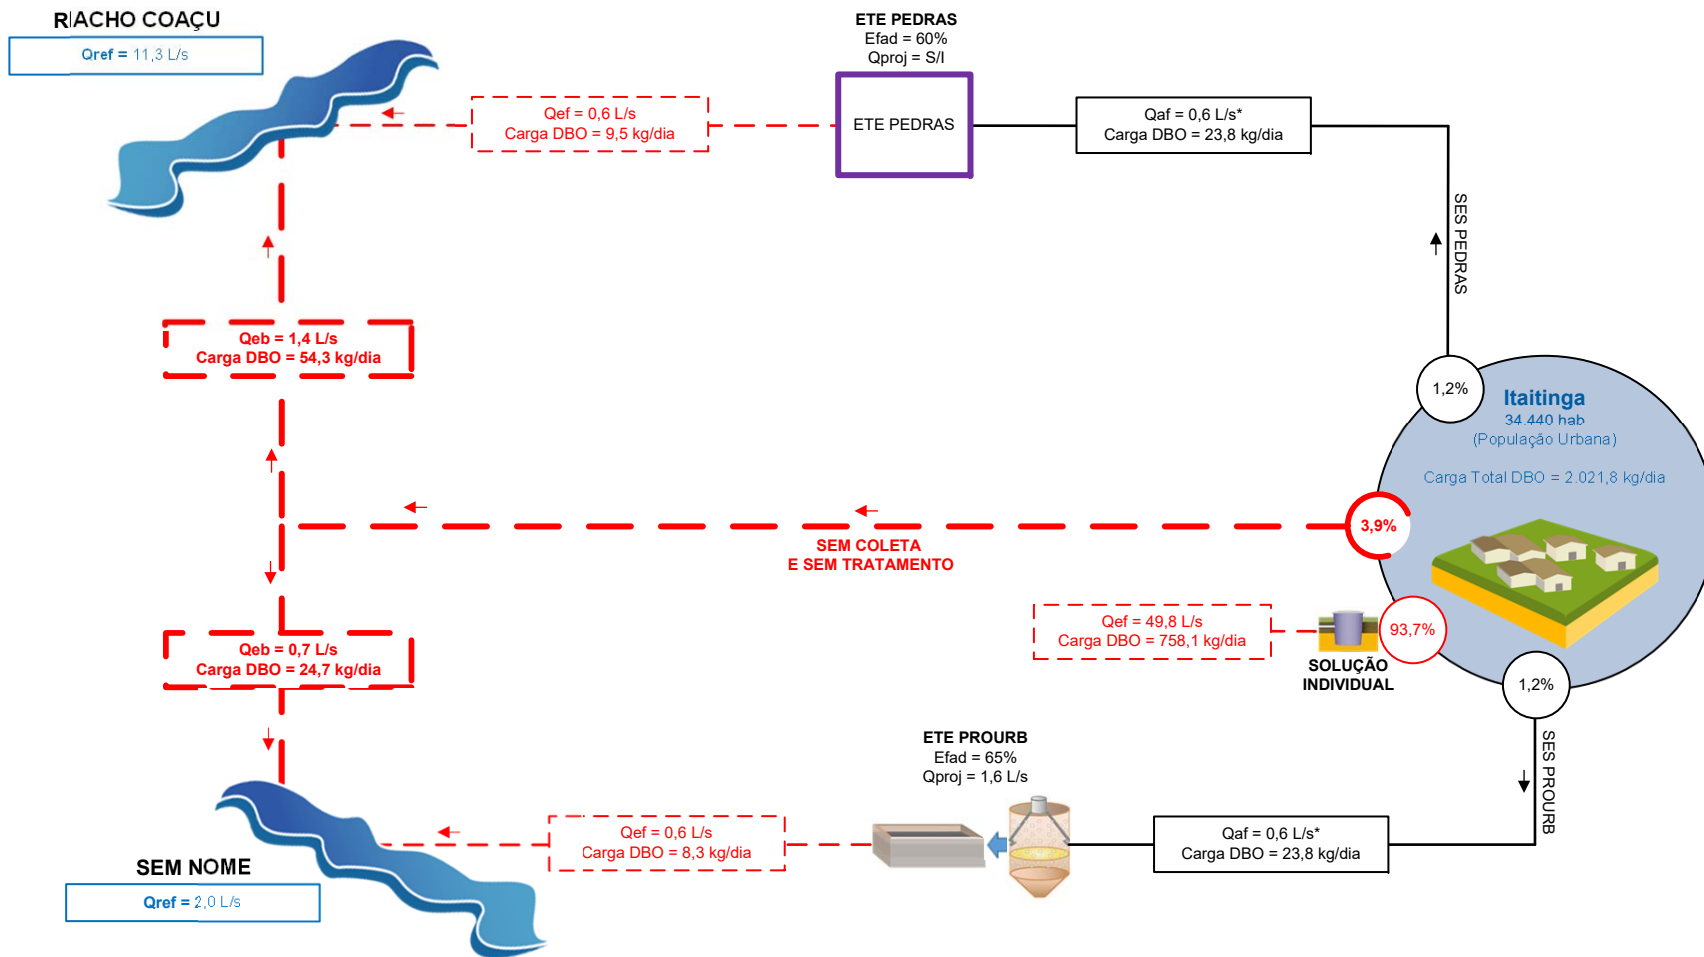 RIACHO COAÇU
Qref = 11,3 L/s
ETE PEDRAS
Efad = 60%
Qproj = S/I
ETE PEDRAS
Qef = 0,6 L/s
Carga DBO = 9,5 kg/dia
Qaf = 0,6 L/s*
Carga DBO = 23,8 kg/dia
SES PEDRAS
Qeb = 1,4 L/s
Carga DBO = 54,3 kg/dia
1,2%
Itaitinga
34.440 hab
(População Urbana)
Carga Total DBO = 2.021,8 kg/dia
3,9%
SEM COLETA
E SEM TRATAMENTO
Qef = 49,8 L/s
Carga DBO = 758,1 kg/dia
93,7%
SOLUÇÃO
INDIVIDUAL
Qeb = 0,7 L/s
Carga DBO = 24,7 kg/dia
1,2%
SES PROURB
ETE PROURB
Efad = 65%
Qproj = 1,6 L/s
Qef = 0,6 L/s
Carga DBO = 8,3 kg/dia
Qaf = 0,6 L/s*
Carga DBO = 23,8 kg/dia
SEM NOME
Qref = 2,0 L/s